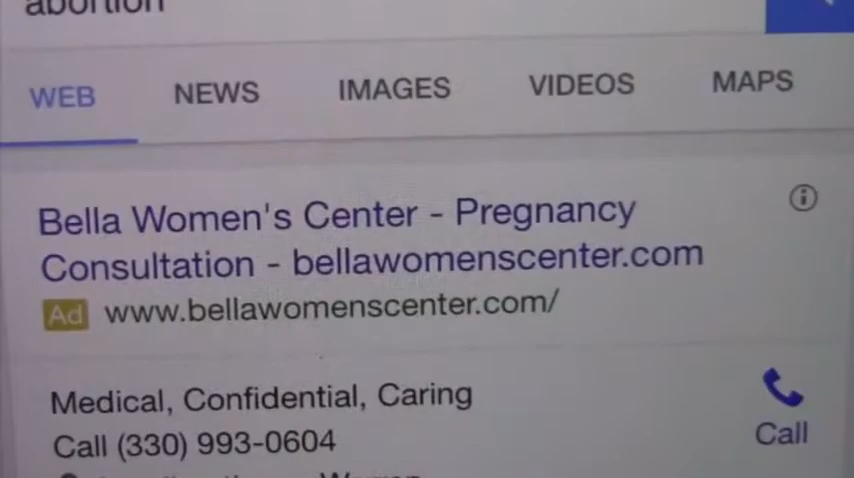 abortion
WEB NEWS IMAGES VIDEOS MAPS
Bella Women's Center - Pregnancy
Consultation - bellawomenscenter.com
Ad www.bellawomenscenter.com/
Medical, Confidential, Caring
Call (330) 993-0604
Call